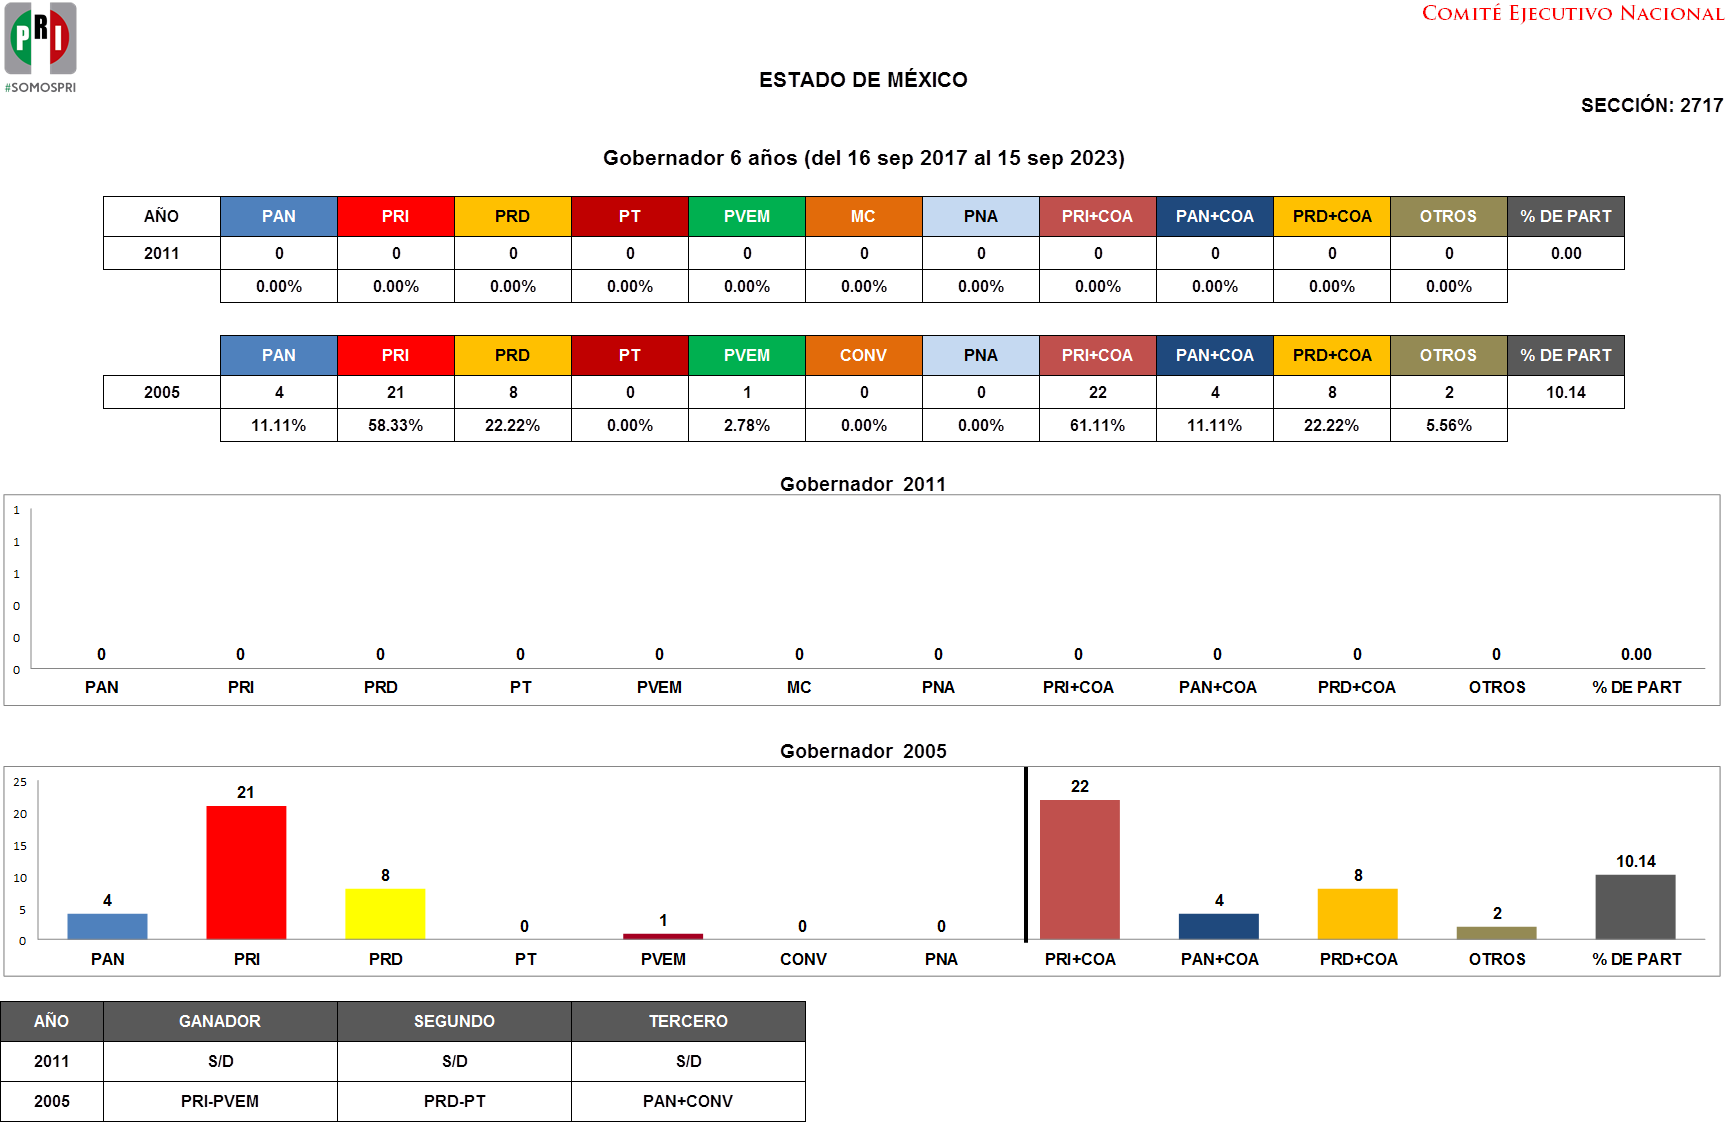 PRI
#SOMOSPRI
COMITÉ EJECUTIVO NACIONAL
ESTADO DE MÉXICO
SECCIÓN: 2717
Gobernador 6 años (del 16 sep 2017 al 15 sep 2023)
AÑO PAN PRI PRD PT PVEM MC PNA PRI+COA PAN+COA PRD+COA OTROS % DE PART
2011 0 0 0 0 0 0 0 0 0 0 0 0.00
0.00% 0.00% 0.00% 0.00% 0.00% 0.00% 0.00% 0.00% 0.00% 0.00% 0.00%
PAN PRI PRD PT PVEM CONV PNA PRI+COA PAN+COA PRD+COA OTROS % DE PART
2005 4 21 8 0 1 0 0 22 4 8 2 10.14
11.11% 58.33% 22.22% 0.00% 2.78% 0.00% 0.00% 61.11% 11.11% 22.22% 5.56%
Gobernador 2011
1
1
1
0
0
0
0 0 0 0 0 0 0 0 0 0 0 0.00
PAN PRI PRD PT PVEM MC PNA PRI+COA PAN+COA PRD+COA OTROS % DE PART
Gobernador 2005
25
20
15
10
5
0
4 21 8 0 1 0 0 22 4 8 2 10.14
PAN PRI PRD PT PVEM CONV PNA PRI+COA PAN+COA PRD+COA OTROS % DE PART
AÑO GANADOR SEGUNDO TERCERO
2011 S/D S/D S/D
2005 PRI-PVEM PRD-PT PAN+CONV